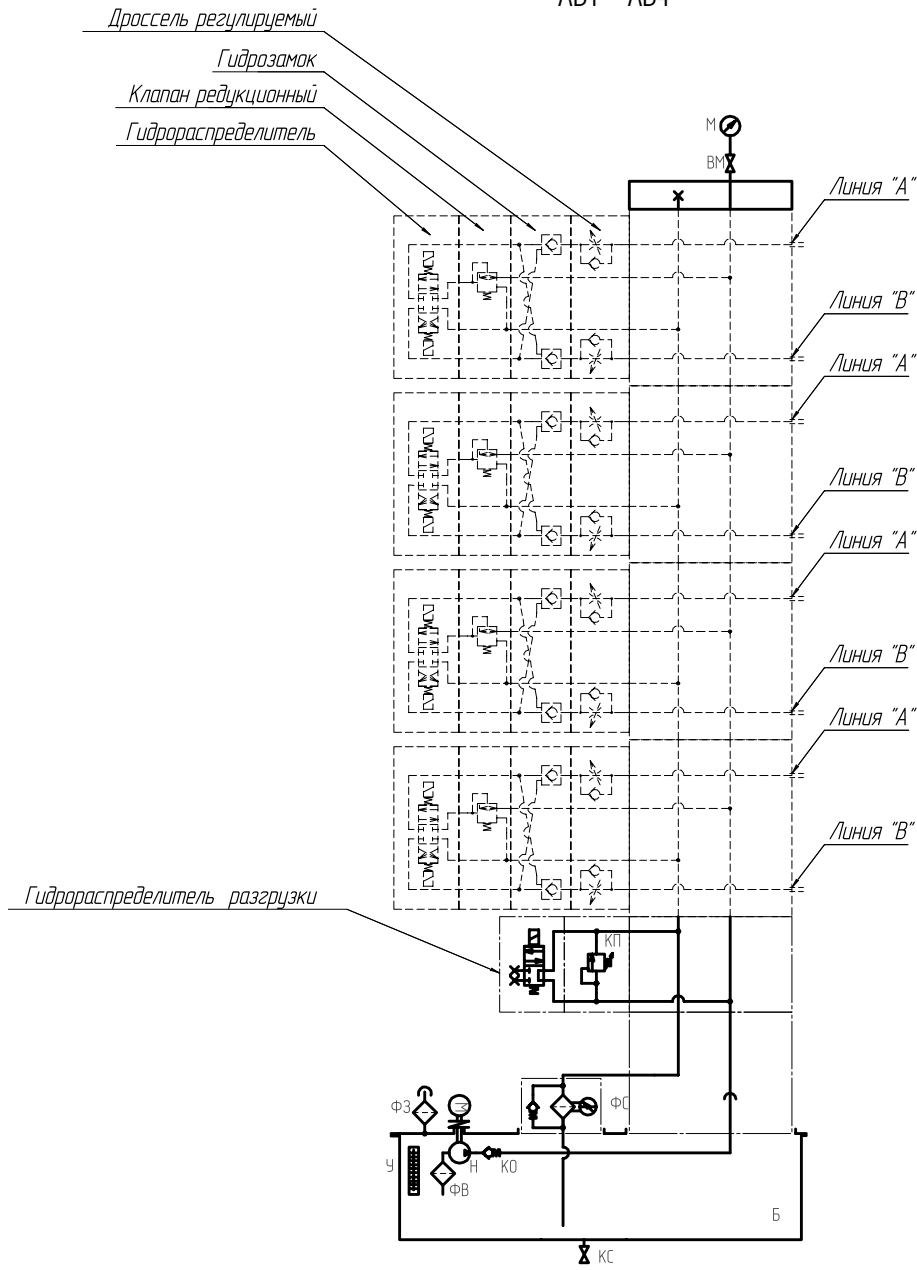 Дроссель регулируемый
Гидрозамок
Клапан редукционный
Гидрораспределитель
М
ВМ
Линия "А"
Линия "В"
Линия "А"
Линия "В"
Линия "А"
Линия "В"
Линия "А"
Линия "В"
Гидрораспределитель разгрузки
КП
ФЗ
М
ФС
У
Н
КО
ФВ
Б
КС